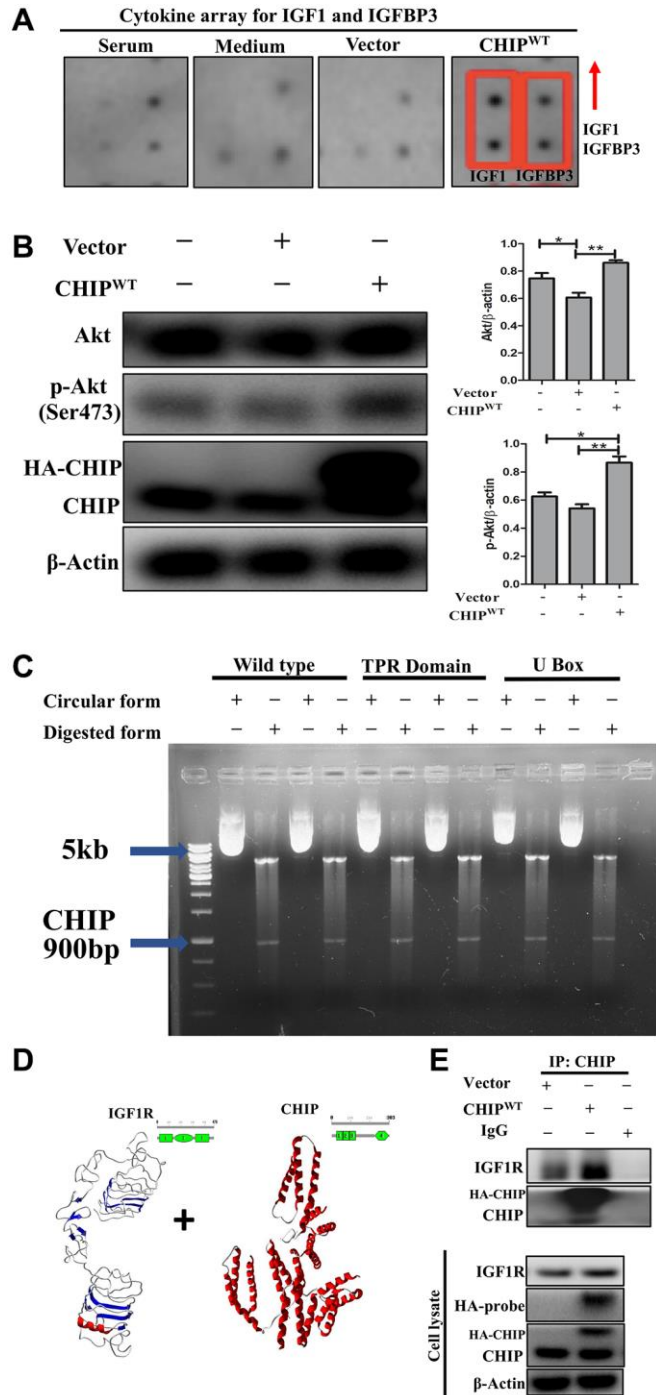 A
Cytokine array for IGF1 and IGFBP3
Serum Medium Vector CHIPᵂᵀ
IGF1
IGFBP3
IGF1 IGFBP3
B
Vector − + −
CHIPᵂᵀ − − +
Akt
p-Akt
(Ser473)
HA-CHIP
CHIP
β-Actin
Akt/β-actin
1.0
0.8
0.6
0.4
0.2
0.0
* **
Vector - + -
CHIPᵂᵀ - - +
p-Akt/β-actin
1.0
0.8
0.6
0.4
0.2
0.0
*
**
Vector - + -
CHIPᵂᵀ - - +
C
Wild type TPR Domain U Box
Circular form + − + − + − + − + − + −
Digested form − + − + − + − + − + − +
5kb
CHIP
900bp
D
IGF1R
CHIP
+
E
IP: CHIP
Vector + − −
CHIPᵂᵀ − + −
IgG − − +
IGF1R
HA-CHIP
CHIP
Cell lysate
IGF1R
HA-probe
HA-CHIP
CHIP
β-Actin